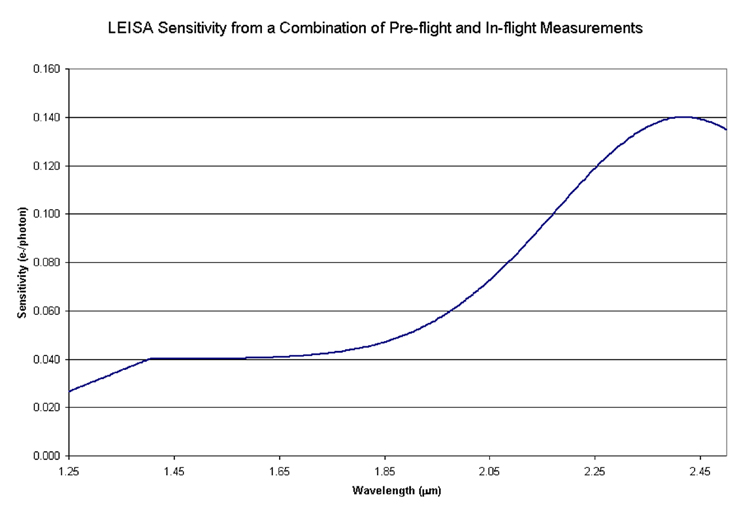 LEISA Sensitivity from a Combination of Pre-flight and In-flight Measurements
0.160
0.140
0.120
0.100
0.080
0.060
0.040
0.020
0.000
Sensitivity (e-/photon)
1.25 1.45 1.65 1.85 2.05 2.25 2.45
Wavelength (μm)